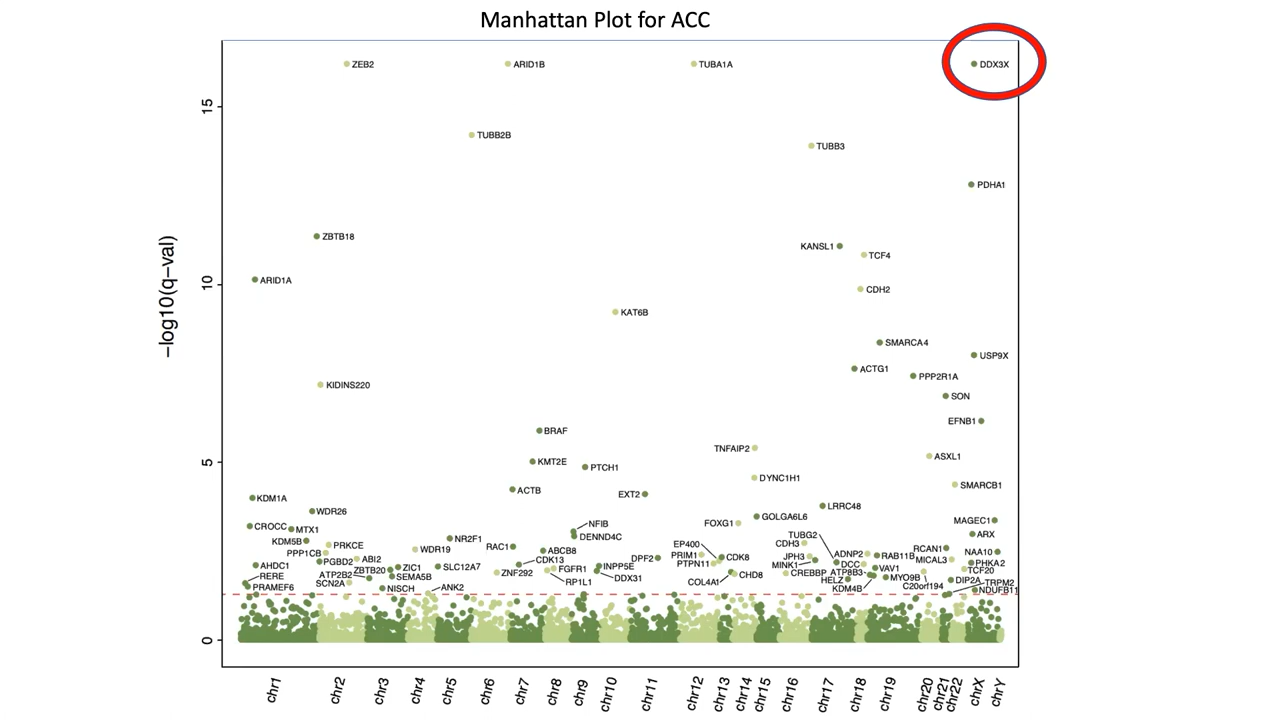 Manhattan Plot for ACC
ZEB2
ARID1B
TUBA1A
DDX3X
15
TUBB2B
TUBB3
PDHA1
ZBTB18
KANSL1
TCF4
ARID1A
10
CDH2
−log10(q−val)
KAT6B
SMARCA4
USP9X
ACTG1
PPP2R1A
KIDINS220
SON
EFNB1
BRAF
TNFAIP2
ASXL1
5
KMT2E
PTCH1
DYNC1H1
SMARCB1
ACTB
EXT2
KDM1A
LRRC48
WDR26
GOLGA6L6
MAGEC1
CROCC
MTX1
NFIB
FOXG1
DENND4C
TUBG2
ARX
KDM5B
NR2F1
EP400
CDH3
PRKCE
RAC1
RCAN1
PPP1CB
WDR19
ABCB8
PRIM1
ADNP2
RAB11B
NAA10
PGBD2
ABI2
CDK13
DPF2
CDK8
JPH3
MICAL3
PHKA2
AHDC1
ZIC1
SLC12A7
INPP5E
PTPN11
MINK1
DCC
VAV1
TCF20
ZBTB20
ZNF292
FGFR1
CREBBP
ATP8B3
RERE
ATP2B2
SEMA5B
DDX31
COL4A1
CHD8
HELZ
MYO9B
DIP2A
TRPM2
SCN2A
RP1L1
PRAMEF6
NISCH
ANK2
KDM4B
C20orf194
NDUFB11
0
chr1
chr2
chr3
chr4
chr5
chr6
chr7
chr8
chr9
chr10
chr11
chr12
chr13
chr14
chr15
chr16
chr17
chr18
chr19
chr20
chr21
chr22
chrX
chrY